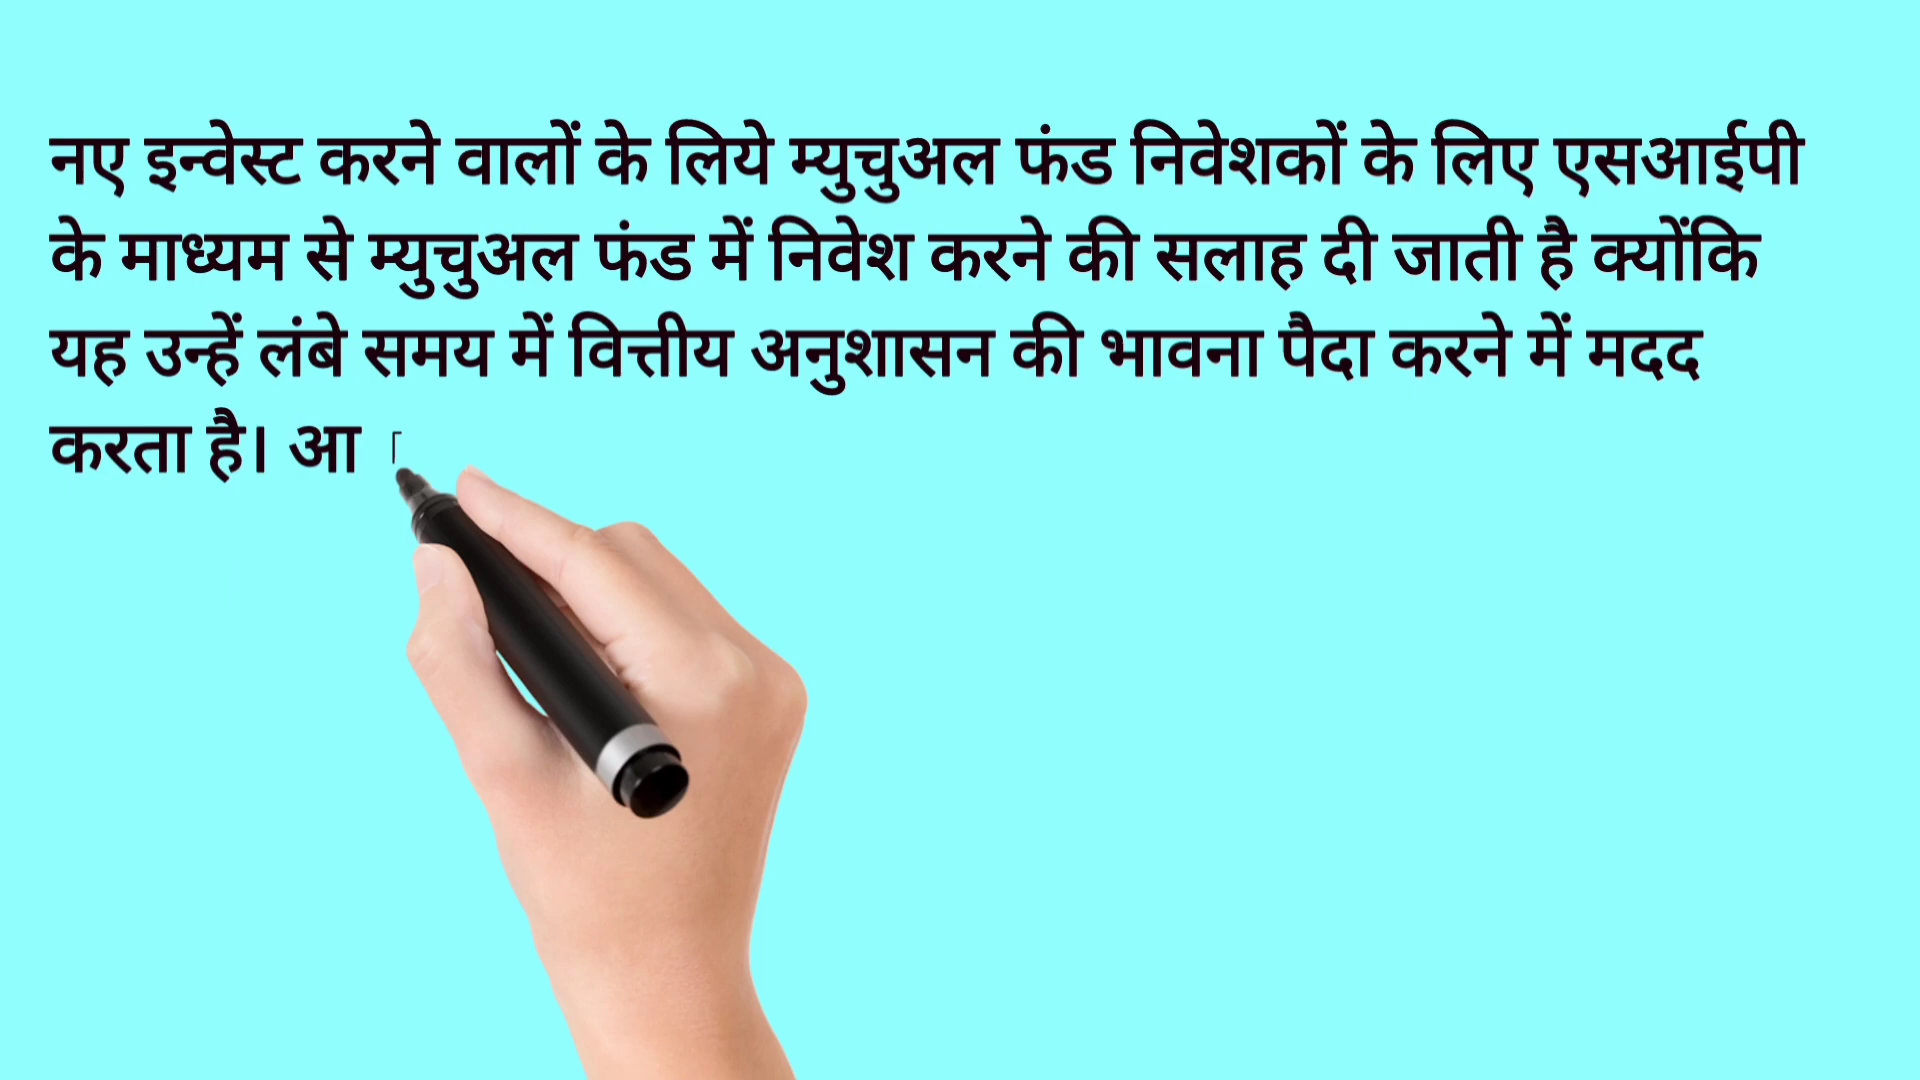 नए इन्वेस्ट करने वालों के लिये म्युचुअल फंड निवेशकों के लिए एसआईपी
के माध्यम से म्युचुअल फंड में निवेश करने की सलाह दी जाती है क्योंकि
यह उन्हें लंबे समय में वित्तीय अनुशासन की भावना पैदा करने में मदद
करता है। आ